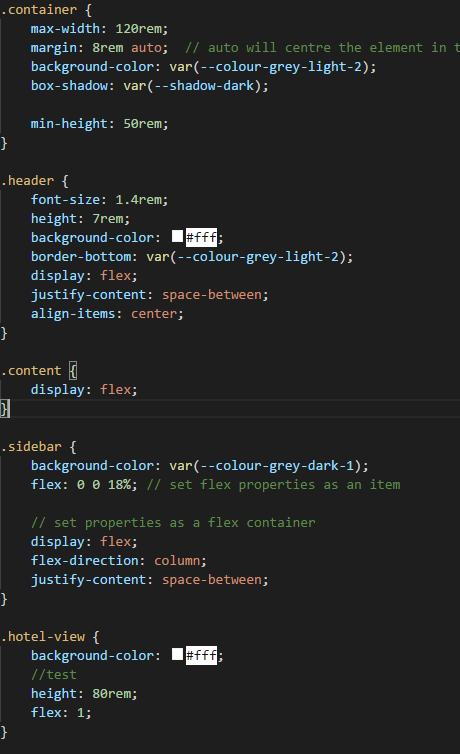 .container {
max-width: 120rem;
margin: 8rem auto; // auto will centre the element in t
background-color: var(--colour-grey-light-2);
box-shadow: var(--shadow-dark);
min-height: 50rem;
}
.header {
font-size: 1.4rem;
height: 7rem;
background-color: #fff;
border-bottom: var(--colour-grey-light-2);
display: flex;
justify-content: space-between;
align-items: center;
}
.content {
display: flex;
}
.sidebar {
background-color: var(--colour-grey-dark-1);
flex: 0 0 18%; // set flex properties as an item
// set properties as a flex container
display: flex;
flex-direction: column;
justify-content: space-between;
}
.hotel-view {
background-color: #fff;
//test
height: 80rem;
flex: 1;
}